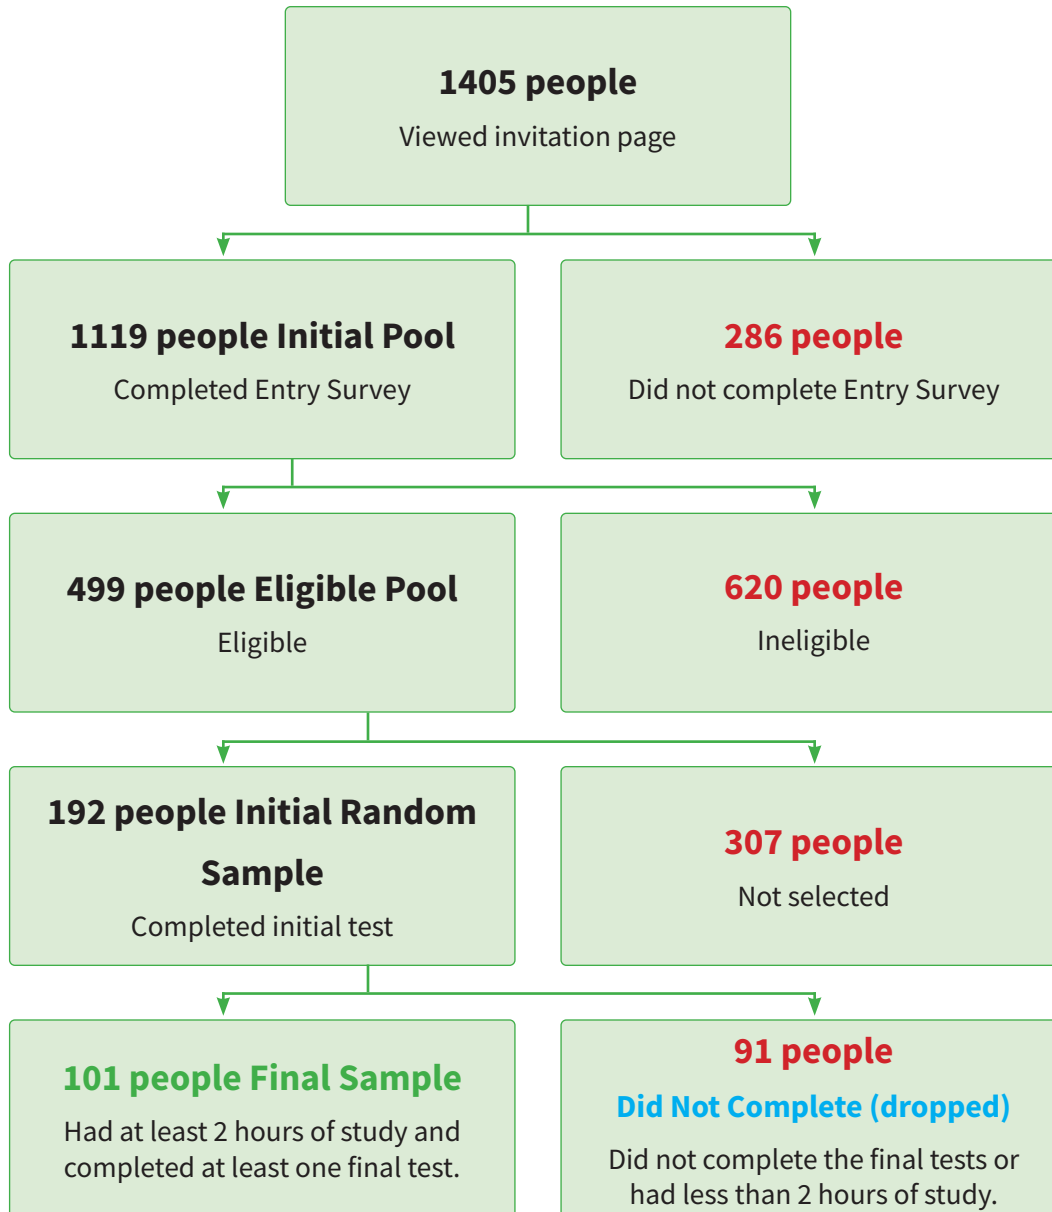 1405 people
Viewed invitation page
1119 people Initial Pool
Completed Entry Survey
286 people
Did not complete Entry Survey
499 people Eligible Pool
Eligible
620 people
Ineligible
192 people Initial Random
Sample
Completed initial test
307 people
Not selected
101 people Final Sample
Had at least 2 hours of study and
completed at least one final test.
91 people
Did Not Complete (dropped)
Did not complete the final tests or
had less than 2 hours of study.